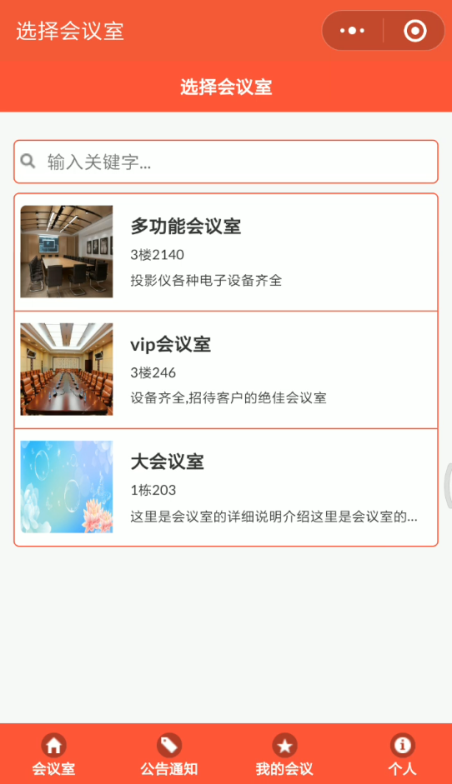 选择会议室
选择会议室
输入关键字...
多功能会议室
3楼2140
投影仪各种电子设备齐全
vip会议室
3楼246
设备齐全,招待客户的绝佳会议室
大会议室
1栋203
这里是会议室的详细说明介绍这里是会议室的...
会议室
公告通知
我的会议
个人